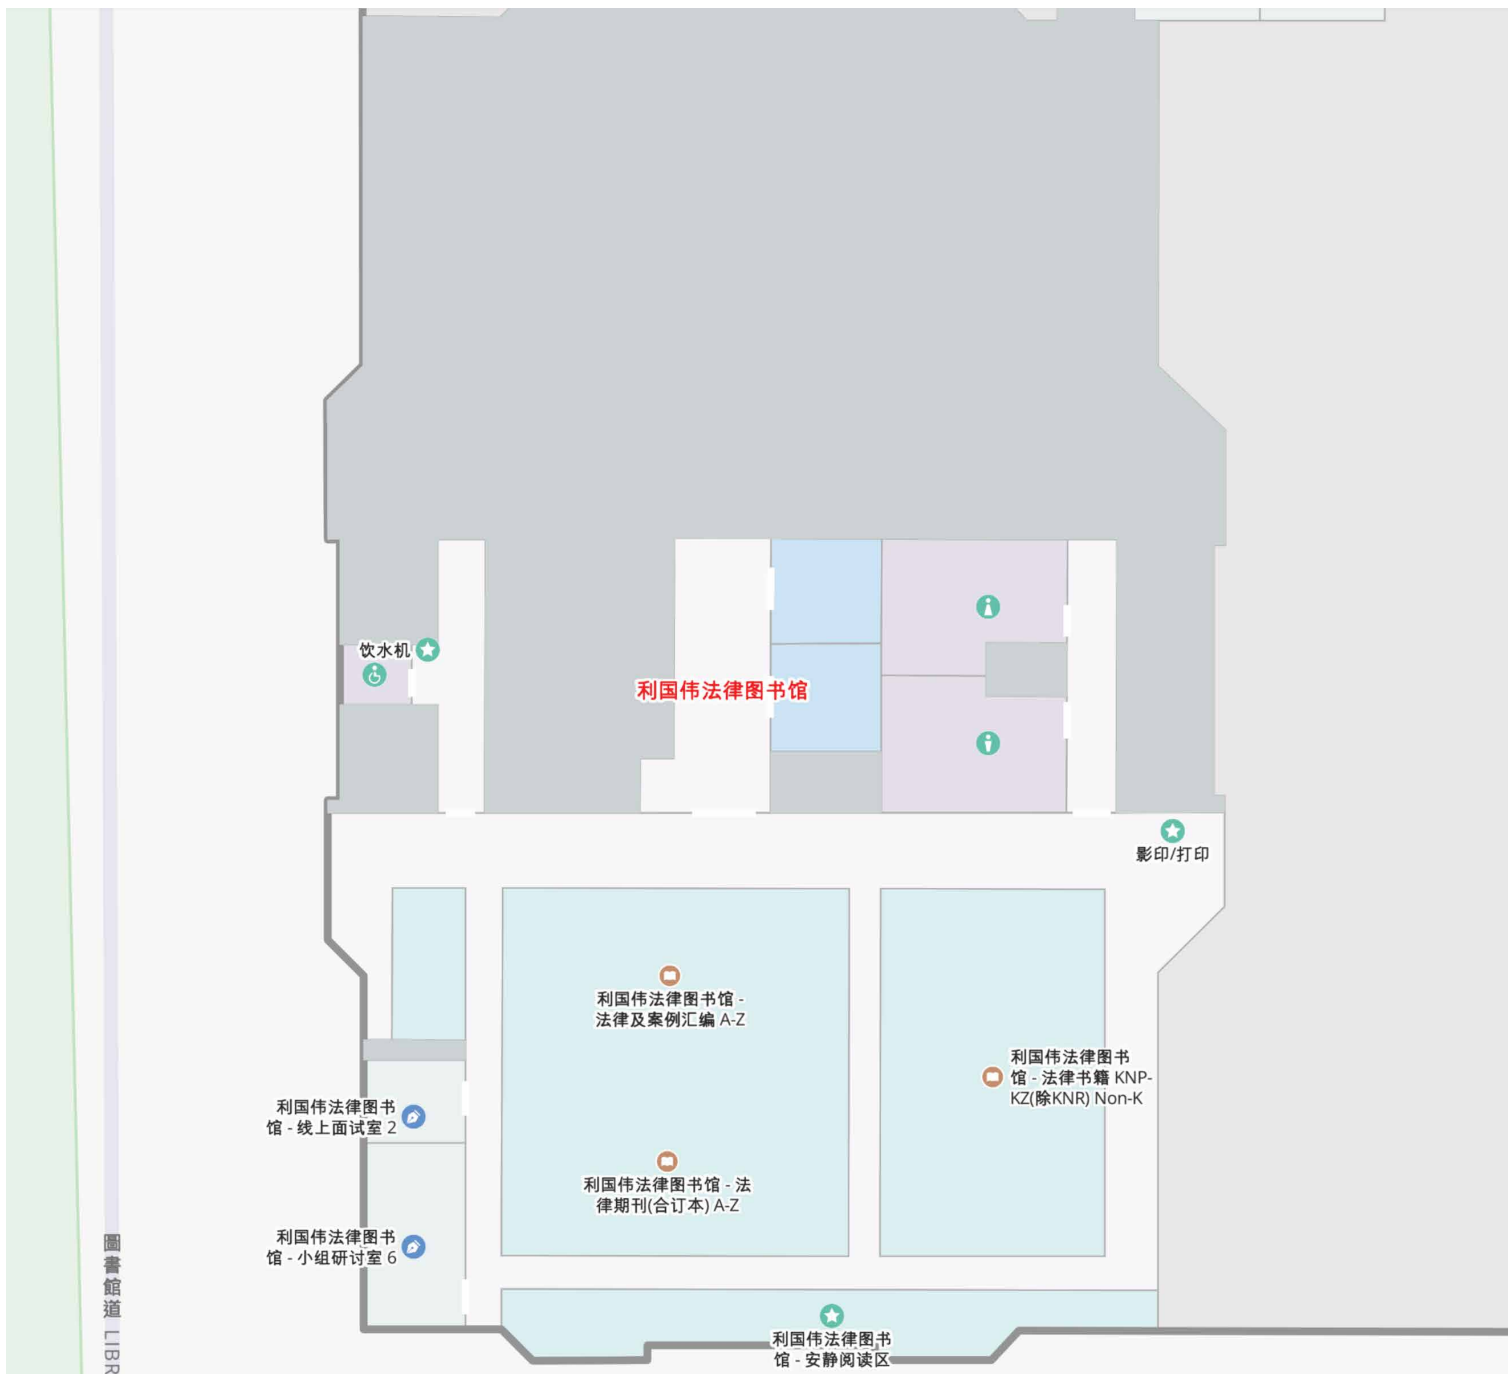 饮水机
利国伟法律图书馆
影印/打印
利国伟法律图书馆 -
法律及案例汇编 A-Z
利国伟法律图书
馆 - 法律书籍 KNP-
KZ(除KNR) Non-K
利国伟法律图书
馆 - 线上面试室 2
利国伟法律图书馆 - 法
律期刊(合订本) A-Z
利国伟法律图书
馆 - 小组研讨室 6
圖書館道 LIBR
利国伟法律图书
馆 - 安静阅读区